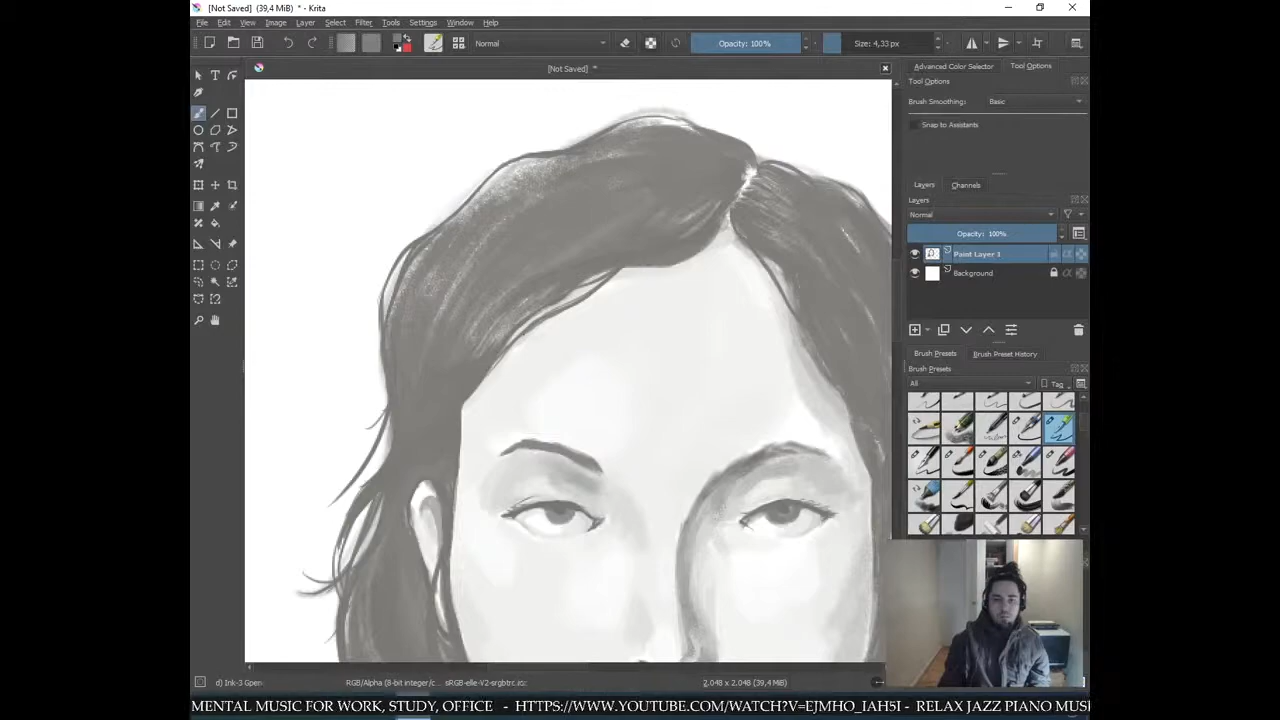 [Not Saved] (39,4 MiB) * - Krita
File Edit View Image Layer Select Filter Tools Settings Window Help
Normal
Opacity: 100%
Size: 4,33 px
[Not Saved] *
Advanced Color Selector Tool Options
Tool Options
Brush Smoothing: Basic
Snap to Assistants
Layers Channels
Layers
Normal
Opacity: 100%
Paint Layer 1
Background
Brush Presets Brush Preset History
Brush Presets
All
Tag
d) Ink-3 Gpen
RGB/Alpha (8-bit integer/c... sRGB-elle-V2-srgbtrc.icc
2.048 x 2.048 (39,4 MiB)
MENTAL MUSIC FOR WORK, STUDY, OFFICE - HTTPS://WWW.YOUTUBE.COM/WATCH?V=EJMHO_IAH5I - RELAX JAZZ PIANO MUS